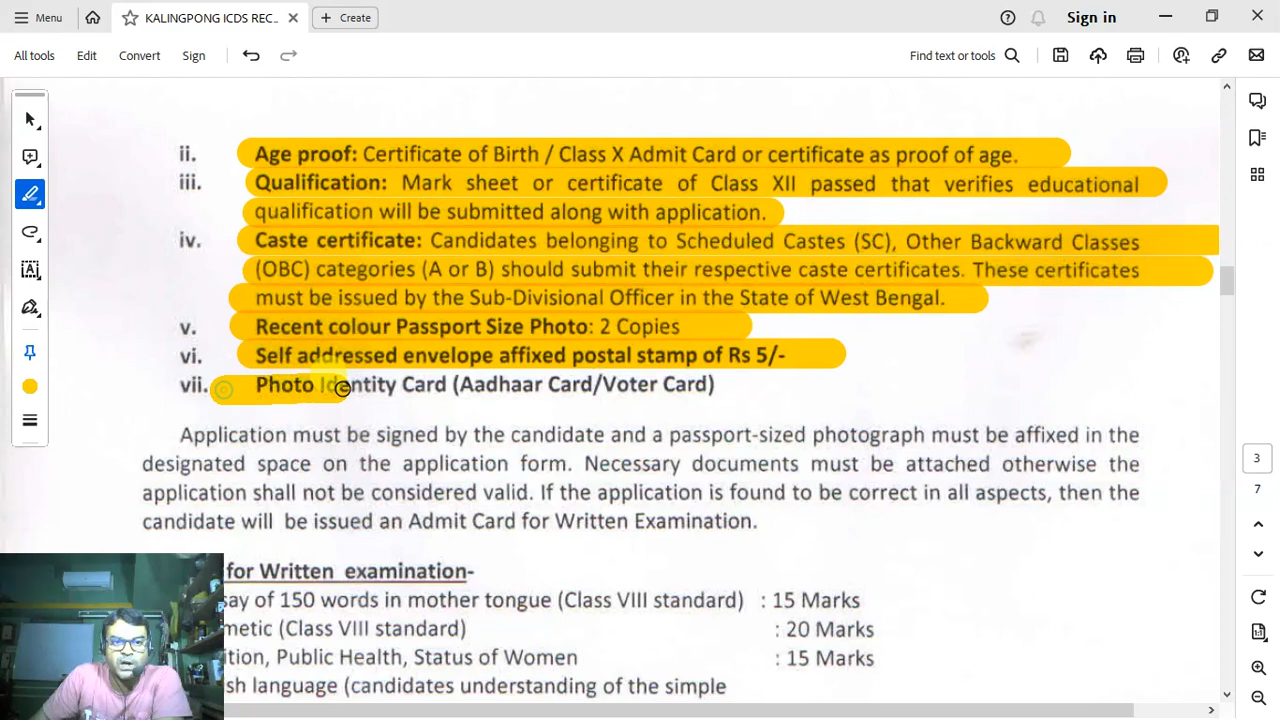 Menu
KALINGPONG ICDS REC...
Create
Sign in
All tools
Edit
Convert
Sign
Find text or tools
ii. Age proof: Certificate of Birth / Class X Admit Card or certificate as proof of age.
iii. Qualification: Mark sheet or certificate of Class XII passed that verifies educational
qualification will be submitted along with application.
iv. Caste certificate: Candidates belonging to Scheduled Castes (SC), Other Backward Classes
(OBC) categories (A or B) should submit their respective caste certificates. These certificates
must be issued by the Sub-Divisional Officer in the State of West Bengal.
v. Recent colour Passport Size Photo: 2 Copies
vi. Self addressed envelope affixed postal stamp of Rs 5/-
vii. Photo Identity Card (Aadhaar Card/Voter Card)
Application must be signed by the candidate and a passport-sized photograph must be affixed in the
designated space on the application form. Necessary documents must be attached otherwise the
application shall not be considered valid. If the application is found to be correct in all aspects, then the
candidate will be issued an Admit Card for Written Examination.
3
7
for Written examination-
say of 150 words in mother tongue (Class VIII standard) : 15 Marks
metic (Class VIII standard) : 20 Marks
ition, Public Health, Status of Women : 15 Marks
sh language (candidates understanding of the simple